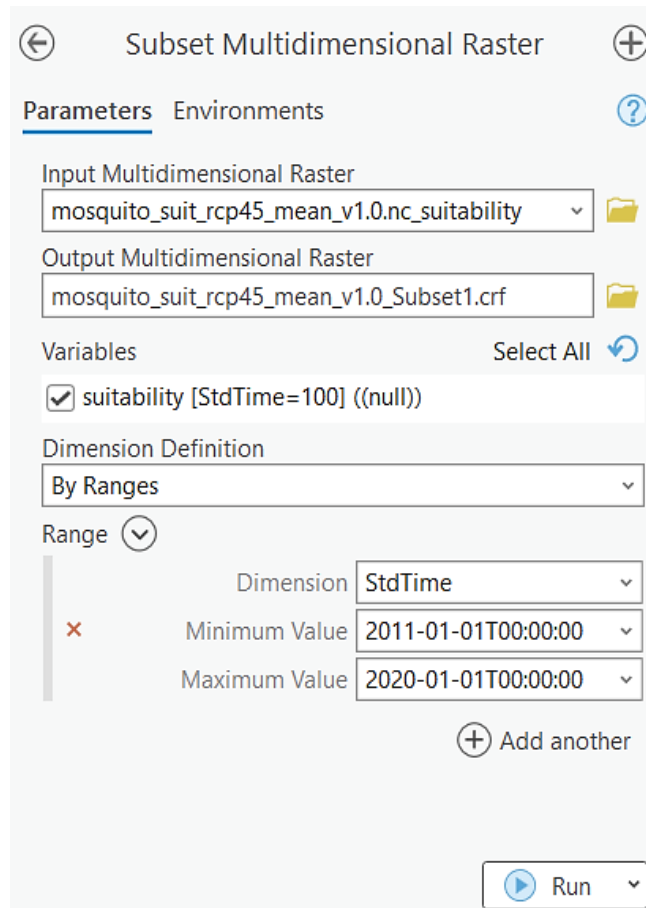 Subset Multidimensional Raster
Parameters Environments
Input Multidimensional Raster
mosquito_suit_rcp45_mean_v1.0.nc_suitability
Output Multidimensional Raster
mosquito_suit_rcp45_mean_v1.0_Subset1.crf
Variables Select All
suitability [StdTime=100] ((null))
Dimension Definition
By Ranges
Range
Dimension StdTime
Minimum Value 2011-01-01T00:00:00
Maximum Value 2020-01-01T00:00:00
Add another
Run